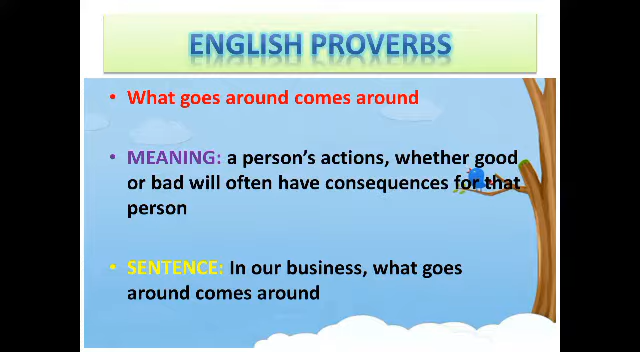 ENGLISH PROVERBS
• What goes around comes around
• MEANING: a person's actions, whether good
or bad will often have consequences for that
person
• SENTENCE: In our business, what goes
around comes around